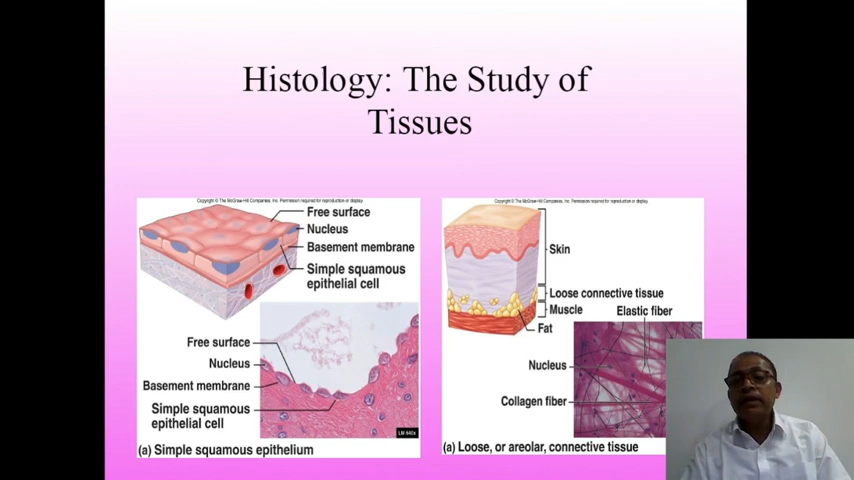 Histology: The Study of
Tissues
Copyright © The McGraw-Hill Companies, Inc. Permission required for reproduction or display.
Free surface
Nucleus
Basement membrane
Simple squamous
epithelial cell
Free surface
Nucleus
Basement membrane
Simple squamous
epithelial cell
LM 640x
(a) Simple squamous epithelium
Copyright © The McGraw-Hill Companies, Inc. Permission required for reproduction or display.
Skin
Loose connective tissue
Muscle
Elastic fiber
Fat
Nucleus
Collagen fiber
(a) Loose, or areolar, connective tissue